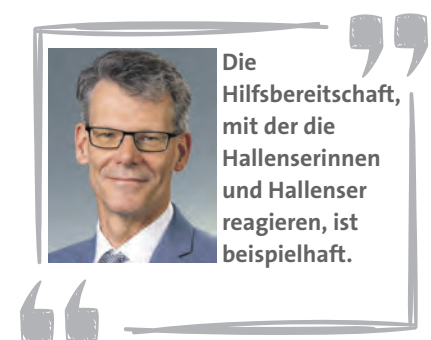 Die
Hilfsbereitschaft,
mit der die
Hallenserinnen
und Hallenser
reagieren, ist
beispielhaft.